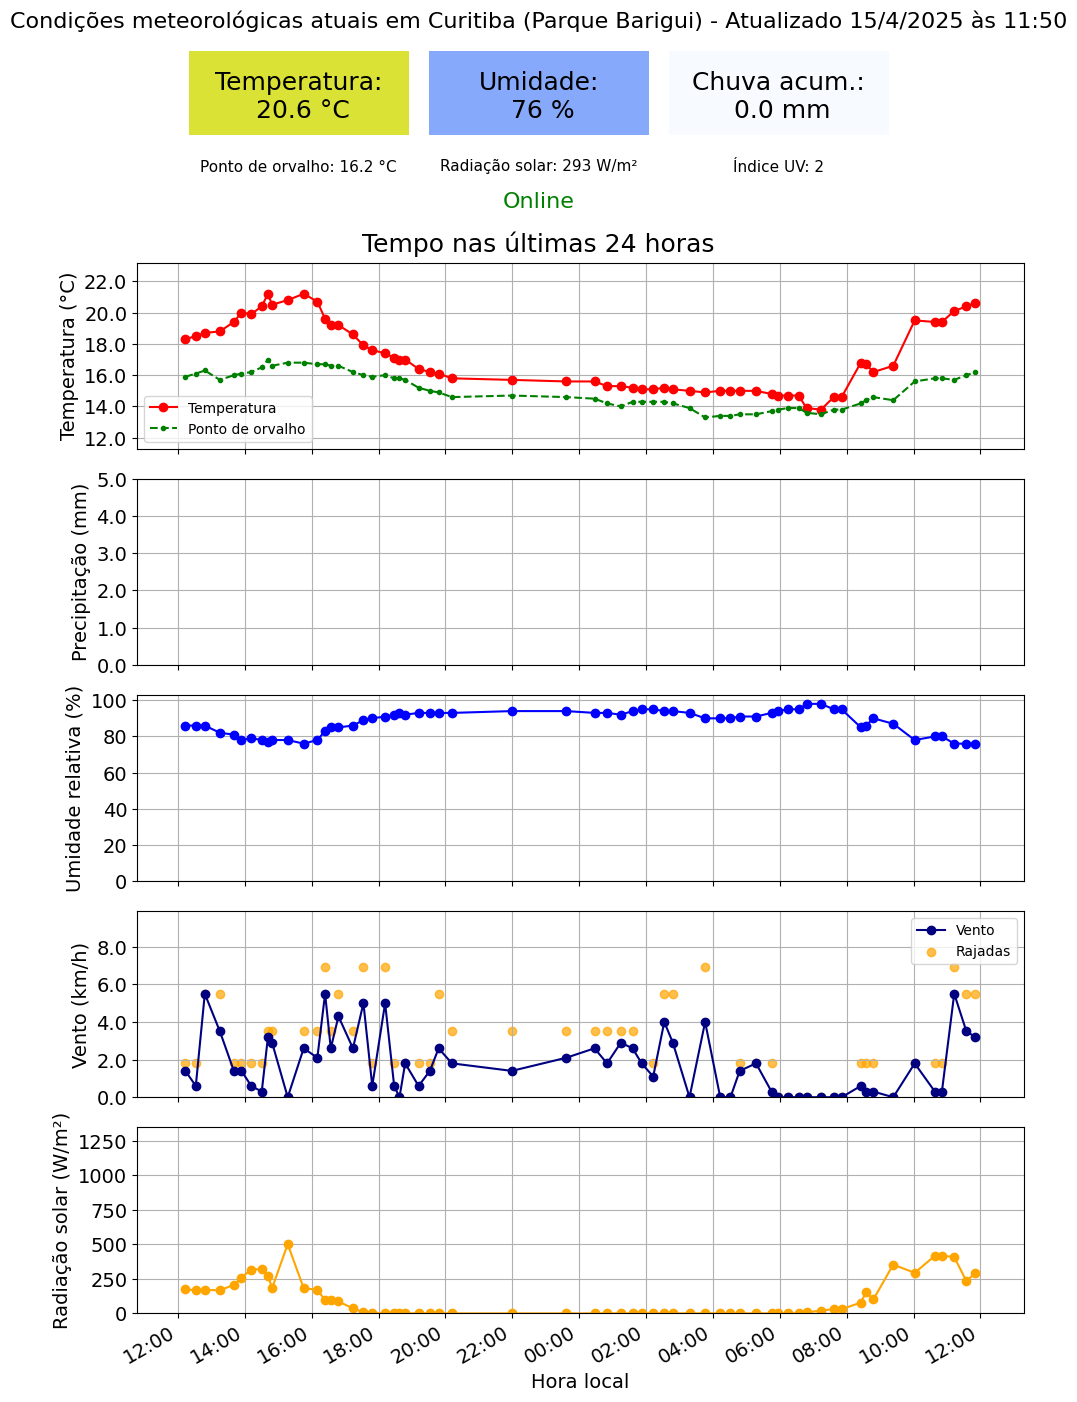 Condições meteorológicas atuais em Curitiba (Parque Barigui) - Atualizado 15/4/2025 às 11:50
Temperatura:
20.6 °C
Umidade:
76 %
Chuva acum.:
0.0 mm
Ponto de orvalho: 16.2 °C
Radiação solar: 293 W/m²
Índice UV: 2
Online
Tempo nas últimas 24 horas
Temperatura (°C)
22.0
20.0
18.0
16.0
14.0
12.0
Temperatura
Ponto de orvalho
Precipitação (mm)
5.0
4.0
3.0
2.0
1.0
0.0
Umidade relativa (%)
100
80
60
40
20
0
Vento (km/h)
8.0
6.0
4.0
2.0
0.0
Vento
Rajadas
Radiação solar (W/m²)
1250
1000
750
500
250
0
12:00
14:00
16:00
18:00
20:00
22:00
00:00
02:00
04:00
06:00
08:00
10:00
12:00
Hora local